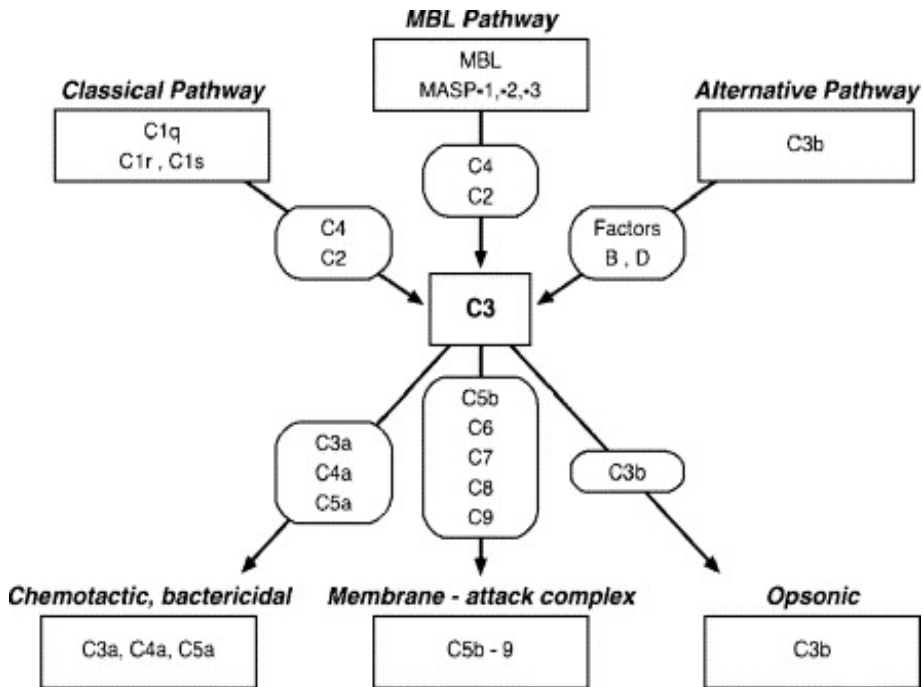 MBL Pathway
MBL
MASP-1,-2,-3
Classical Pathway
C1q
C1r , C1s
Alternative Pathway
C3b
C4
C2
C4
C2
Factors
B , D
C3
C3a
C4a
C5a
C5b
C6
C7
C8
C9
C3b
Chemotactic, bactericidal
C3a, C4a, C5a
Membrane - attack complex
C5b - 9
Opsonic
C3b